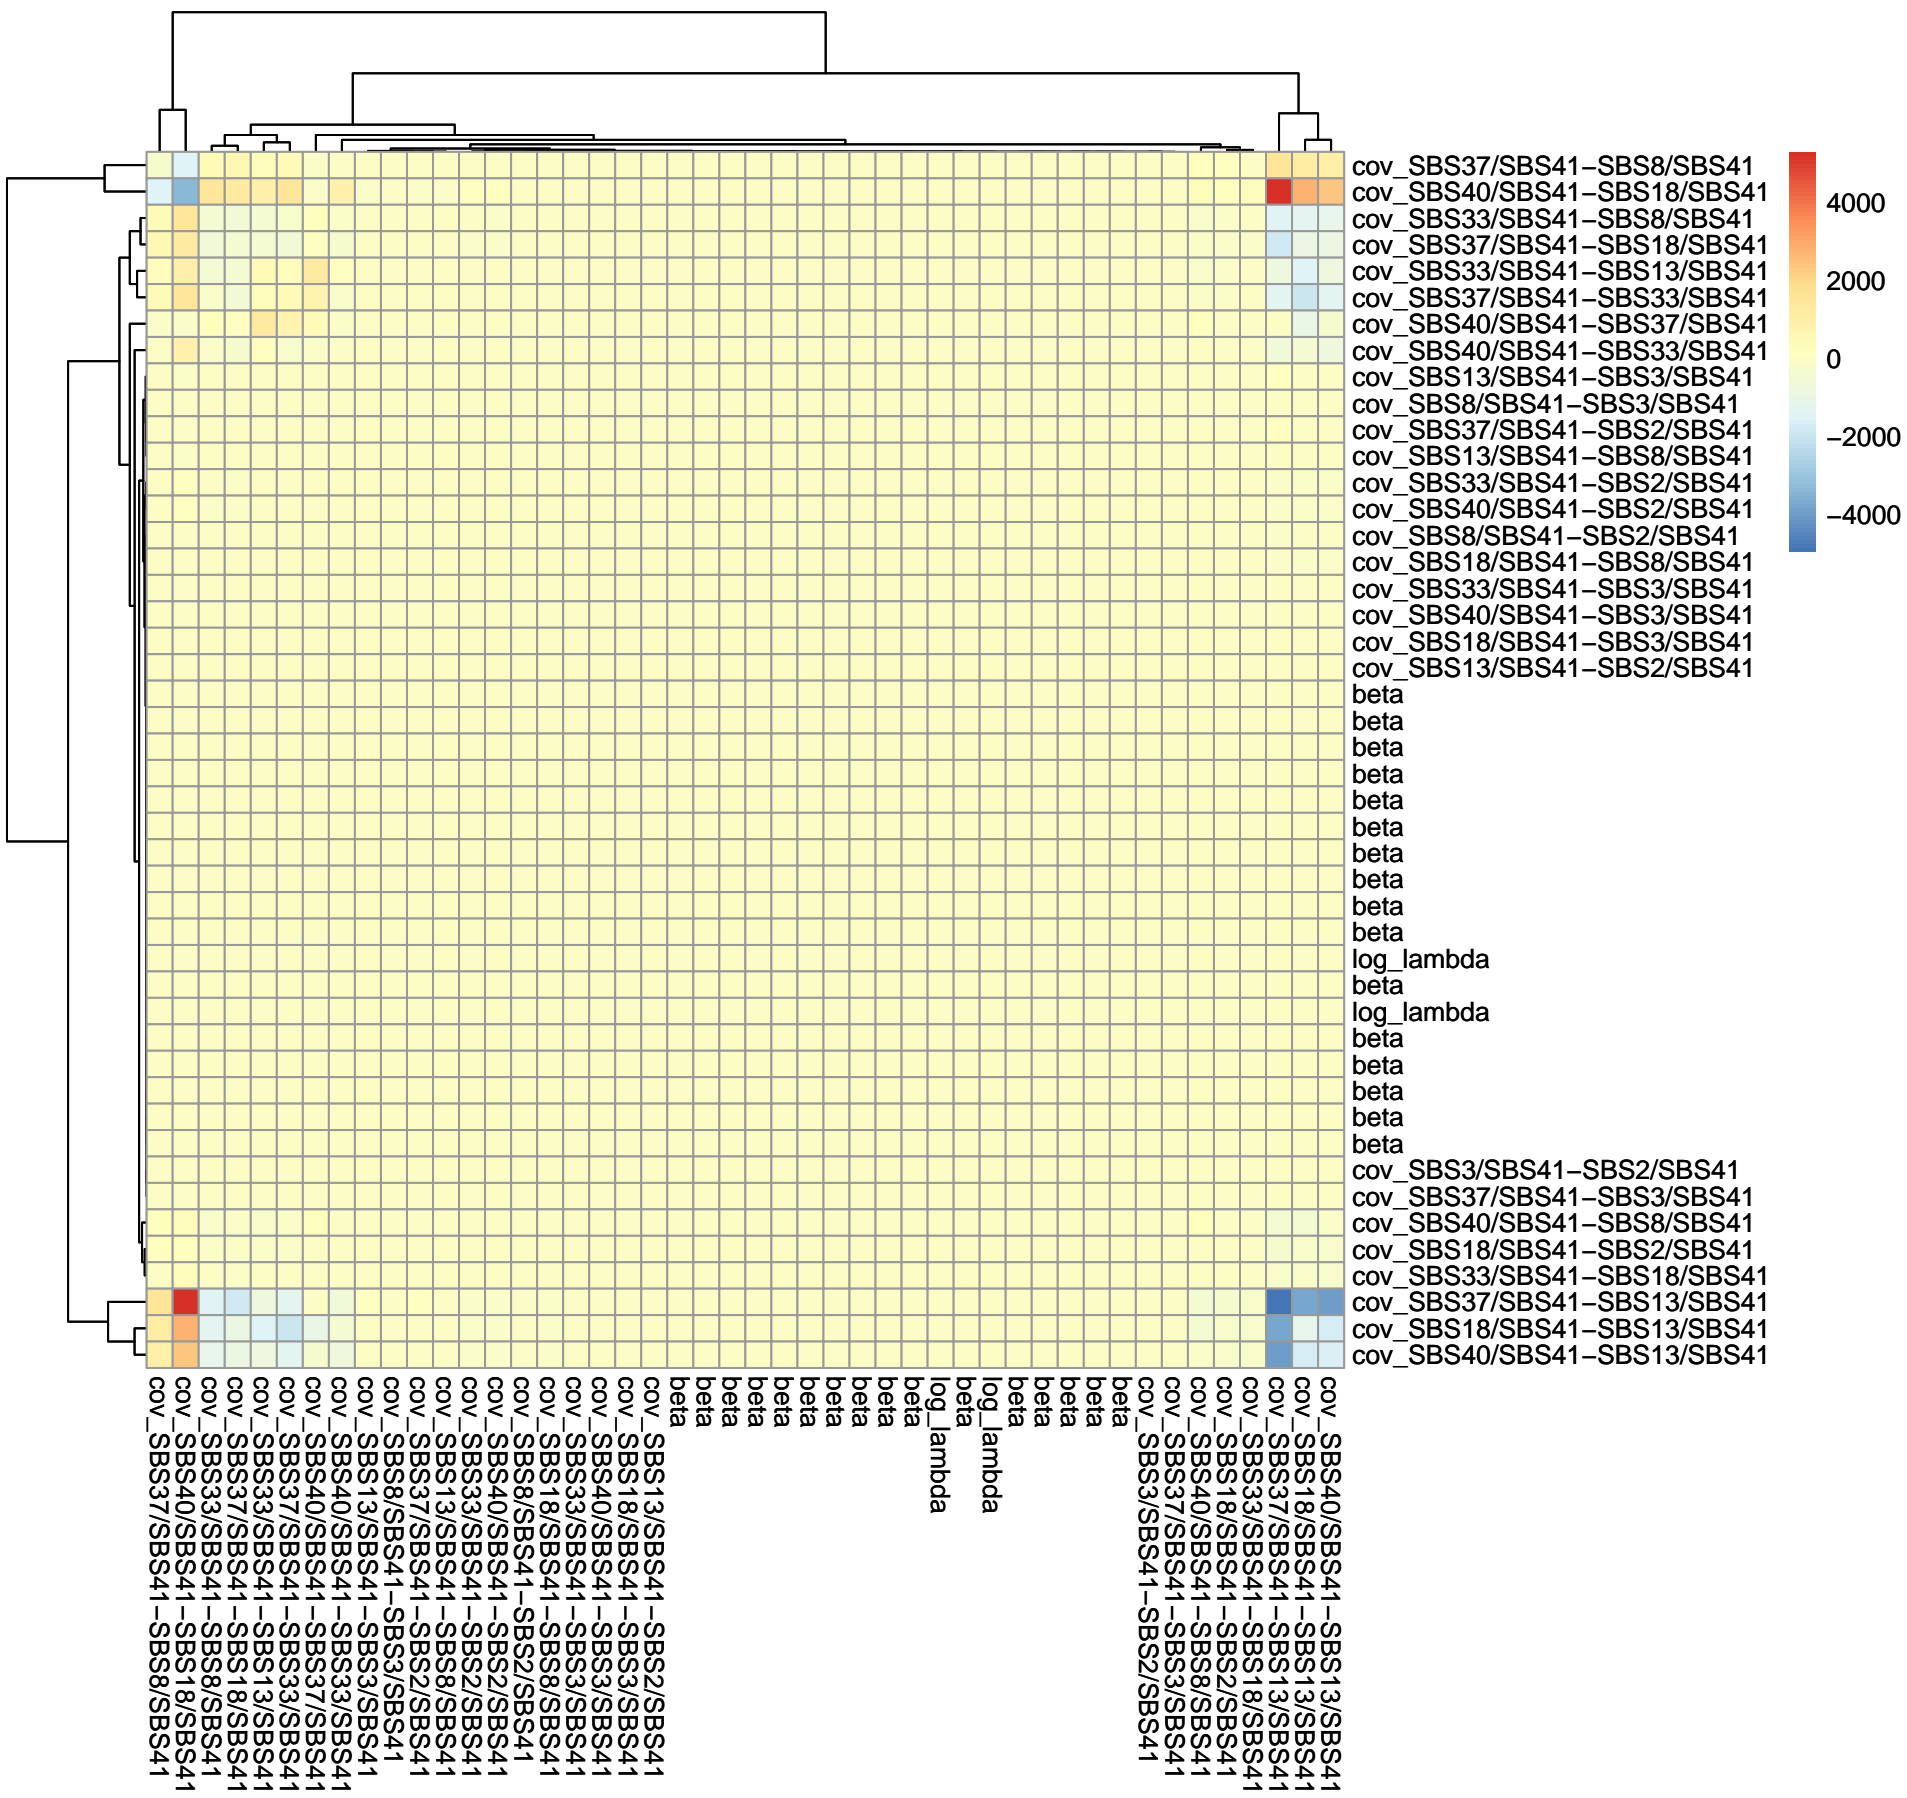 cov_SBS37/SBS41−SBS8/SBS41
cov_SBS40/SBS41−SBS18/SBS41
cov_SBS33/SBS41−SBS8/SBS41
cov_SBS37/SBS41−SBS18/SBS41
cov_SBS33/SBS41−SBS13/SBS41
cov_SBS37/SBS41−SBS33/SBS41
cov_SBS40/SBS41−SBS37/SBS41
cov_SBS40/SBS41−SBS33/SBS41
cov_SBS13/SBS41−SBS3/SBS41
cov_SBS8/SBS41−SBS3/SBS41
cov_SBS37/SBS41−SBS2/SBS41
cov_SBS13/SBS41−SBS8/SBS41
cov_SBS33/SBS41−SBS2/SBS41
cov_SBS40/SBS41−SBS2/SBS41
cov_SBS8/SBS41−SBS2/SBS41
cov_SBS18/SBS41−SBS8/SBS41
cov_SBS33/SBS41−SBS3/SBS41
cov_SBS40/SBS41−SBS3/SBS41
cov_SBS18/SBS41−SBS3/SBS41
cov_SBS13/SBS41−SBS2/SBS41
beta
beta
beta
beta
beta
beta
beta
beta
beta
beta
log_lambda
beta
log_lambda
beta
beta
beta
beta
beta
cov_SBS3/SBS41−SBS2/SBS41
cov_SBS37/SBS41−SBS3/SBS41
cov_SBS40/SBS41−SBS8/SBS41
cov_SBS18/SBS41−SBS2/SBS41
cov_SBS33/SBS41−SBS18/SBS41
cov_SBS37/SBS41−SBS13/SBS41
cov_SBS18/SBS41−SBS13/SBS41
cov_SBS40/SBS41−SBS13/SBS41
4000
2000
0
−2000
−4000
cov_SBS37/SBS41−SBS8/SBS41
cov_SBS40/SBS41−SBS18/SBS41
cov_SBS33/SBS41−SBS8/SBS41
cov_SBS37/SBS41−SBS18/SBS41
cov_SBS33/SBS41−SBS13/SBS41
cov_SBS37/SBS41−SBS33/SBS41
cov_SBS40/SBS41−SBS37/SBS41
cov_SBS40/SBS41−SBS33/SBS41
cov_SBS13/SBS41−SBS3/SBS41
cov_SBS8/SBS41−SBS3/SBS41
cov_SBS37/SBS41−SBS2/SBS41
cov_SBS13/SBS41−SBS8/SBS41
cov_SBS33/SBS41−SBS2/SBS41
cov_SBS40/SBS41−SBS2/SBS41
cov_SBS8/SBS41−SBS2/SBS41
cov_SBS18/SBS41−SBS8/SBS41
cov_SBS33/SBS41−SBS3/SBS41
cov_SBS40/SBS41−SBS3/SBS41
cov_SBS18/SBS41−SBS3/SBS41
cov_SBS13/SBS41−SBS2/SBS41
beta
beta
beta
beta
beta
beta
beta
beta
beta
beta
log_lambda
beta
log_lambda
beta
beta
beta
beta
beta
cov_SBS3/SBS41−SBS2/SBS41
cov_SBS37/SBS41−SBS3/SBS41
cov_SBS40/SBS41−SBS8/SBS41
cov_SBS18/SBS41−SBS2/SBS41
cov_SBS33/SBS41−SBS18/SBS41
cov_SBS37/SBS41−SBS13/SBS41
cov_SBS18/SBS41−SBS13/SBS41
cov_SBS40/SBS41−SBS13/SBS41